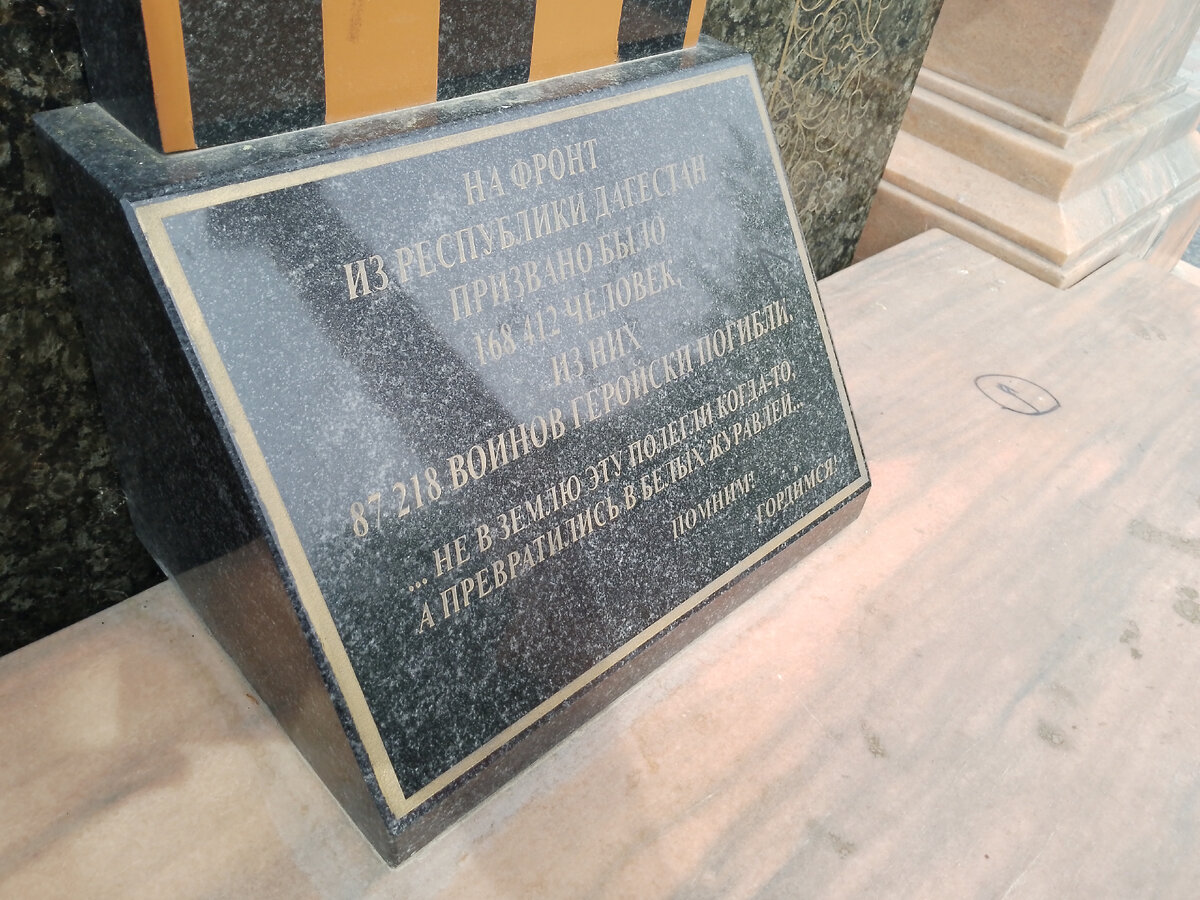 НА ФРОНТ
ИЗ РЕСПУБЛИКИ ДАГЕСТАН
ПРИЗВАНО БЫЛО
168 412 ЧЕЛОВЕК,
ИЗ НИХ
87 218 ВОИНОВ ГЕРОЙСКИ ПОГИБЛИ.
... НЕ В ЗЕМЛЮ ЭТУ ПОЛЕГЛИ КОГДА-ТО,
А ПРЕВРАТИЛИСЬ В БЕЛЫХ ЖУРАВЛЕЙ...
ПОМНИМ!
ГОРДИМСЯ!